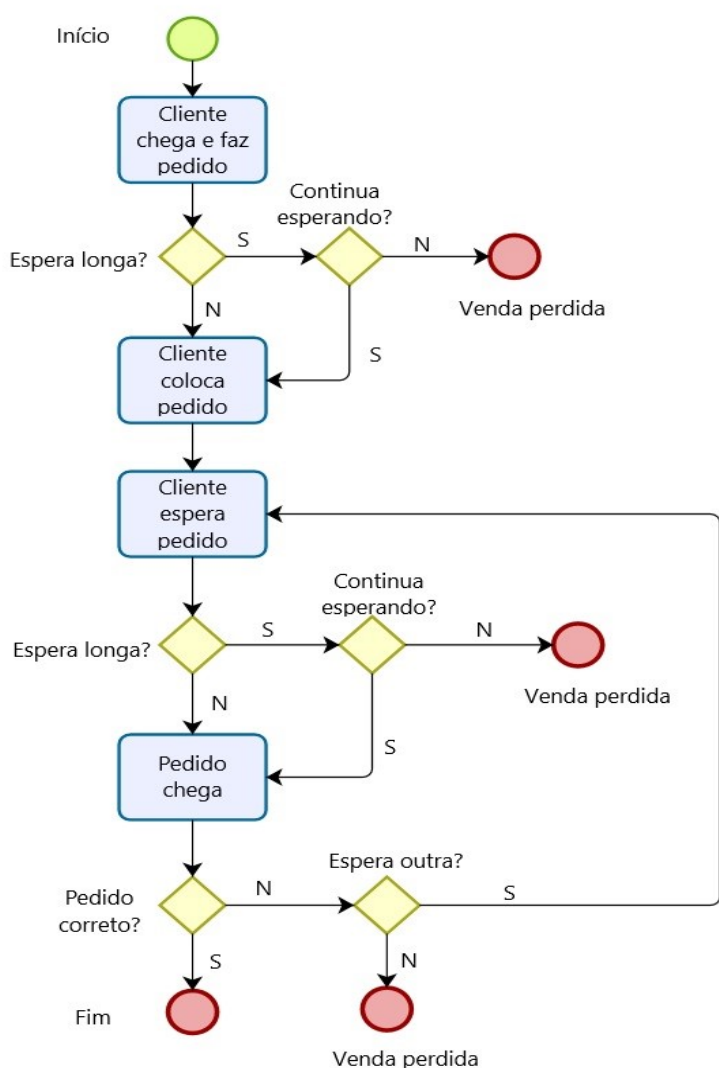 Início
Cliente
chega e faz
pedido
Continua
esperando?
Espera longa?
S
N
Venda perdida
N
S
Cliente
coloca
pedido
Cliente
espera
pedido
Continua
esperando?
Espera longa?
S
N
Venda perdida
N
S
Pedido
chega
Espera outra?
Pedido
correto?
N
S
S
N
Fim
Venda perdida